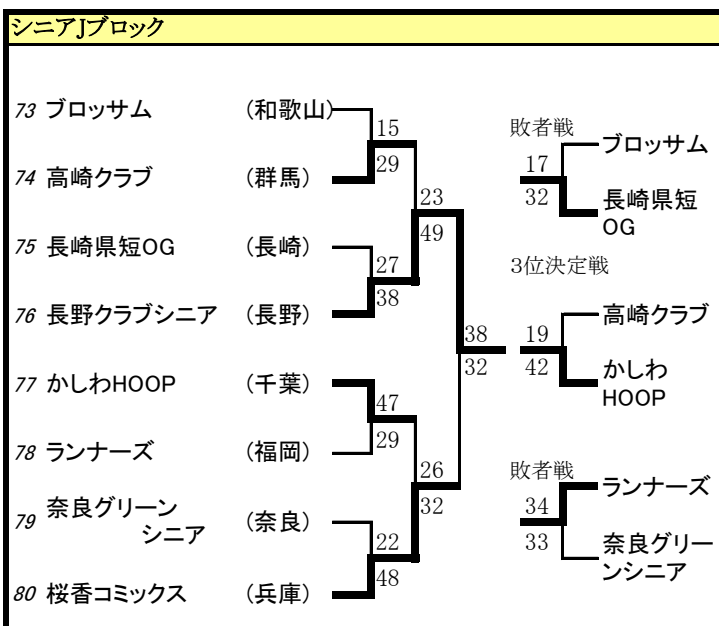 シニアJブロック
73 ブロッサム (和歌山)
15
29
74 高崎クラブ (群馬)
23
49
75 長崎県短OG (長崎)
27
38
76 長野クラブシニア (長野)
38
32
77 かしわHOOP (千葉)
47
29
78 ランナーズ (福岡)
26
32
79 奈良グリーン
シニア (奈良)
22
48
80 桜香コミックス (兵庫)
敗者戦
ブロッサム
17
32
長崎県短
OG
3位決定戦
高崎クラブ
19
42
かしわ
HOOP
敗者戦
ランナーズ
34
33
奈良グリー
ンシニア